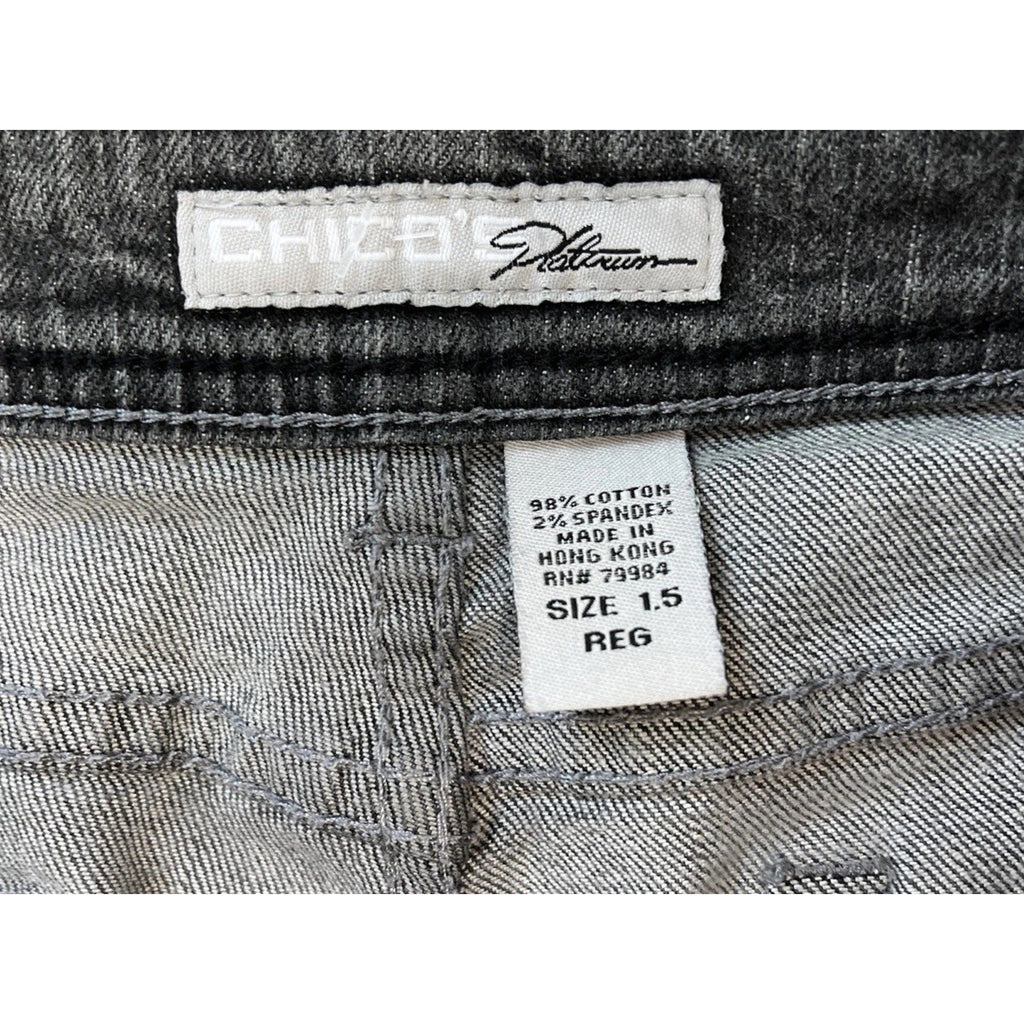 CHICO'S Platinum
98% COTTON
2% SPANDEX
MADE IN
HONG KONG
RN# 79984
SIZE 1.5
REG